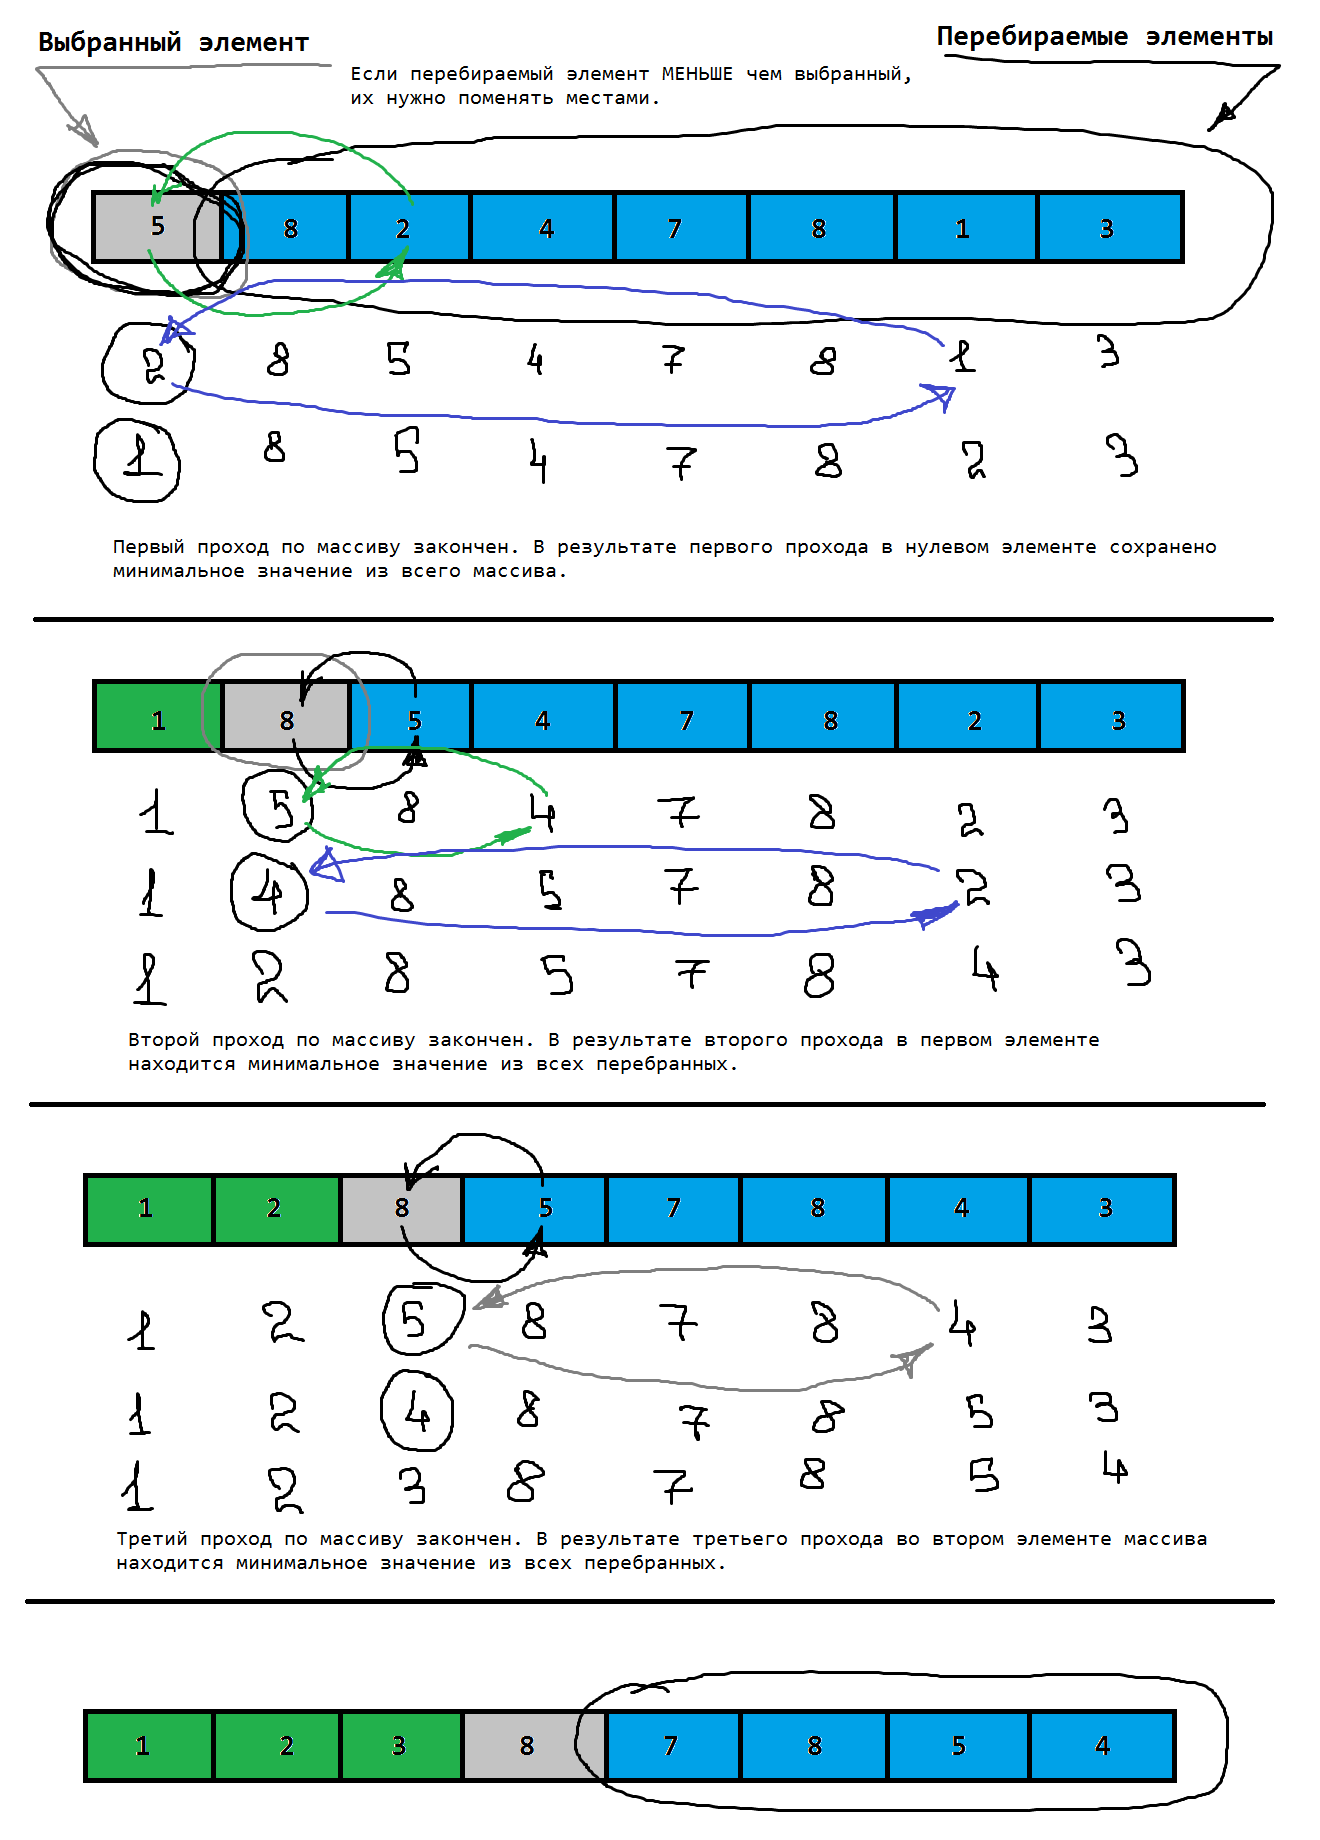 Выбранный элемент
Перебираемые элементы
Если перебираемый элемент МЕНЬШЕ чем выбранный,
их нужно поменять местами.
5 8 2 4 7 8 1 3
2 8 5 4 7 8 1 3
1 8 5 4 7 8 2 3
Первый проход по массиву закончен. В результате первого прохода в нулевом элементе сохранено
минимальное значение из всего массива.
1 8 5 4 7 8 2 3
1 5 8 4 7 8 2 3
1 4 8 5 7 8 2 3
1 2 8 5 7 8 4 3
Второй проход по массиву закончен. В результате второго прохода в первом элементе
находится минимальное значение из всех перебранных.
1 2 8 5 7 8 4 3
1 2 5 8 7 8 4 3
1 2 4 8 7 8 5 3
1 2 3 8 7 8 5 4
Третий проход по массиву закончен. В результате третьего прохода во втором элементе массива
находится минимальное значение из всех перебранных.
1 2 3 8 7 8 5 4